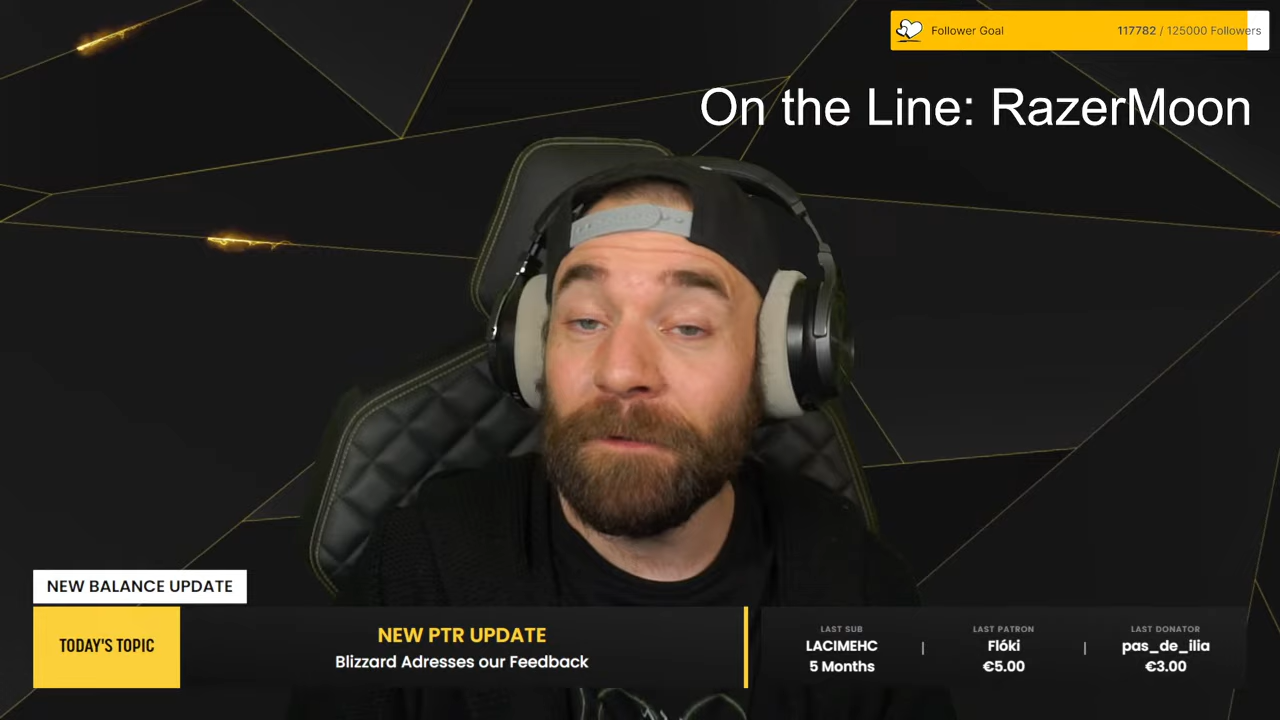 Follower Goal
117782 / 125000 Followers
On the Line: RazerMoon
NEW BALANCE UPDATE
TODAY'S TOPIC
NEW PTR UPDATE
Blizzard Adresses our Feedback
LAST SUB
LACIMEHC
5 Months
|
LAST PATRON
Flóki
€5.00
|
LAST DONATOR
pas_de_ilia
€3.00